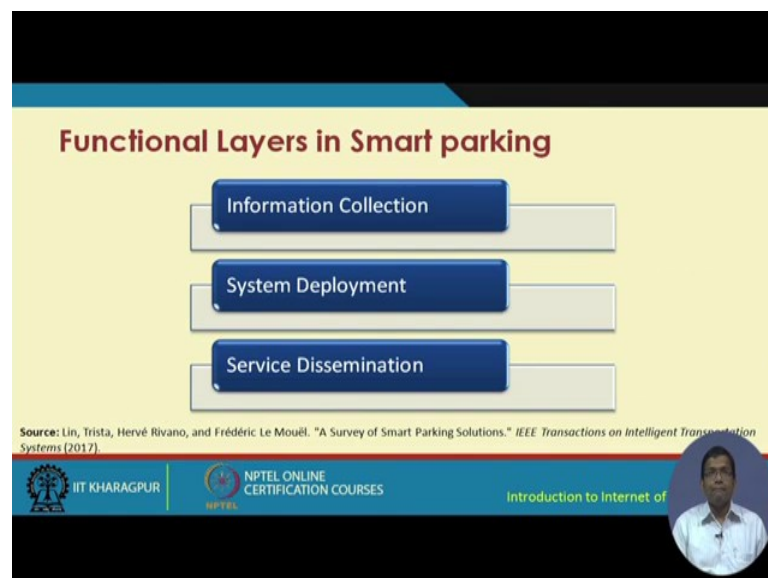 Functional Layers in Smart parking
Information Collection
System Deployment
Service Dissemination
Source: Lin, Trista, Hervé Rivano, and Frédéric Le Mouël. "A Survey of Smart Parking Solutions." IEEE Transactions on Intelligent Transportation
Systems (2017).
IIT KHARAGPUR
NPTEL ONLINE
CERTIFICATION COURSES
NPTEL
Introduction to Internet of